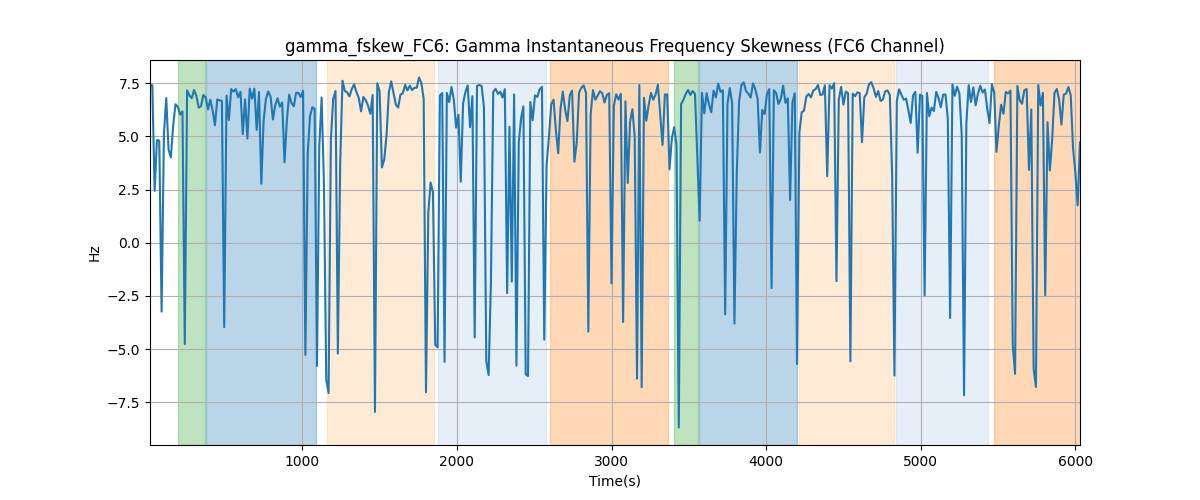 gamma_fskew_FC6: Gamma Instantaneous Frequency Skewness (FC6 Channel)
7.5
5.0
2.5
0.0
−2.5
−5.0
−7.5
Hz
1000 2000 3000 4000 5000 6000
Time(s)